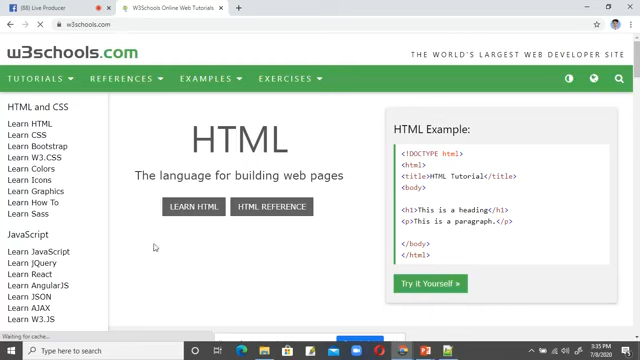 (88) Live Producer
W3Schools Online Web Tutorials
w3schools.com
w3schools.com
THE WORLD'S LARGEST WEB DEVELOPER SITE
TUTORIALS REFERENCES EXAMPLES EXERCISES
HTML and CSS
Learn HTML
Learn CSS
Learn Bootstrap
Learn W3.CSS
Learn Colors
Learn Icons
Learn Graphics
Learn How To
Learn Sass
JavaScript
Learn JavaScript
Learn jQuery
Learn React
Learn AngularJS
Learn JSON
Learn AJAX
Learn W3.JS
HTML
The language for building web pages
LEARN HTML HTML REFERENCE
HTML Example:
<!DOCTYPE html>
<html>
<title>HTML Tutorial</title>
<body>
<h1>This is a heading</h1>
<p>This is a paragraph.</p>
</body>
</html>
Try it Yourself »
Waiting for cache...
Type here to search
3:35 PM
7/8/2020